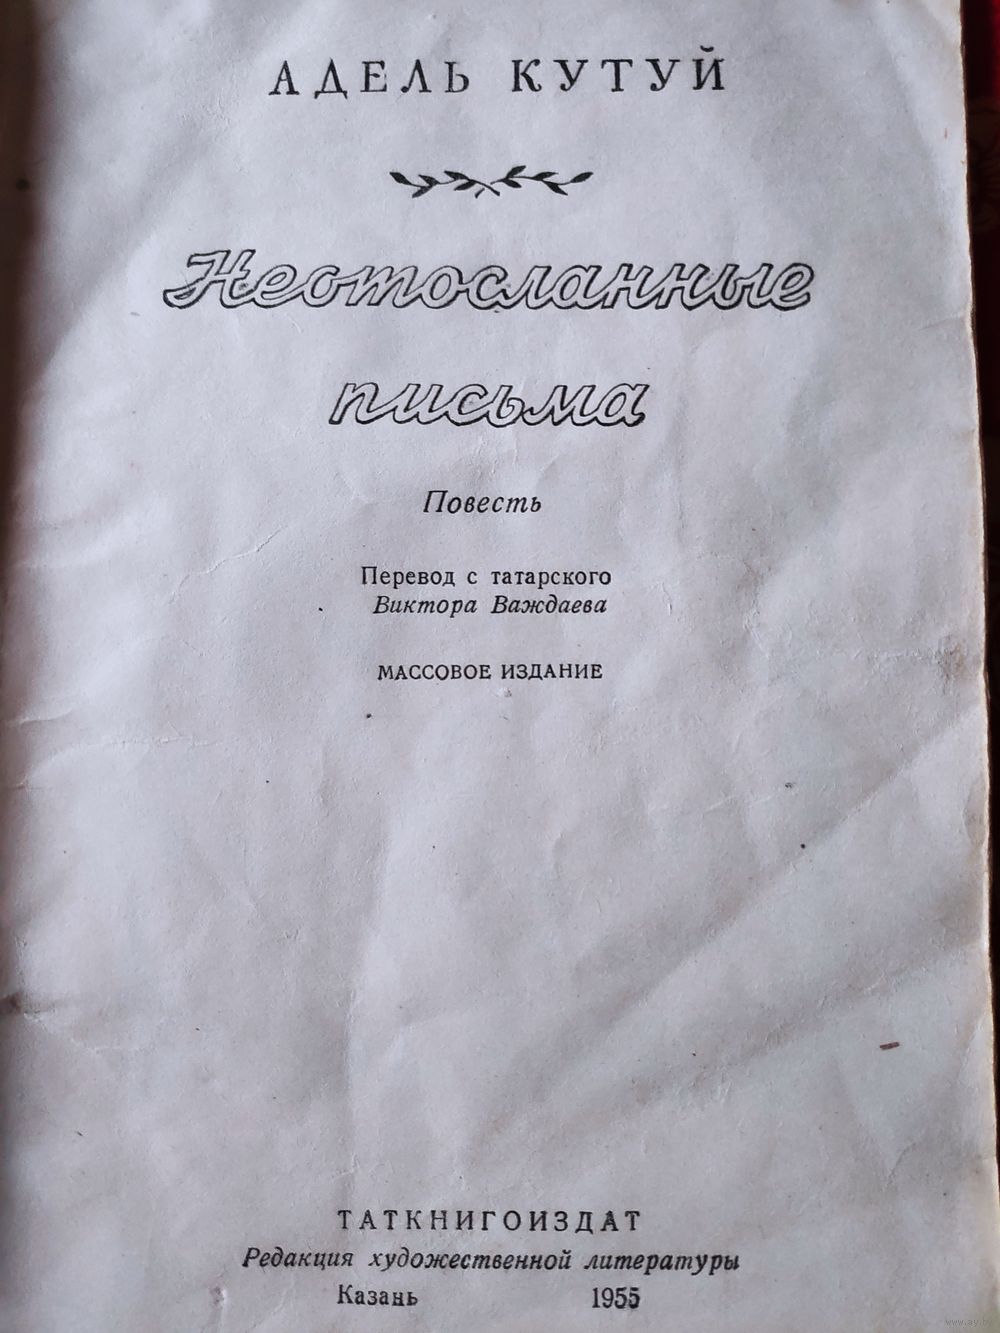 АДЕЛЬ КУТУЙ
Неотосланные
письма
Повесть
Перевод с татарского
Виктора Важдаева
МАССОВОЕ ИЗДАНИЕ
ТАТКНИГОИЗДАТ
Редакция художественной литературы
Казань 1955